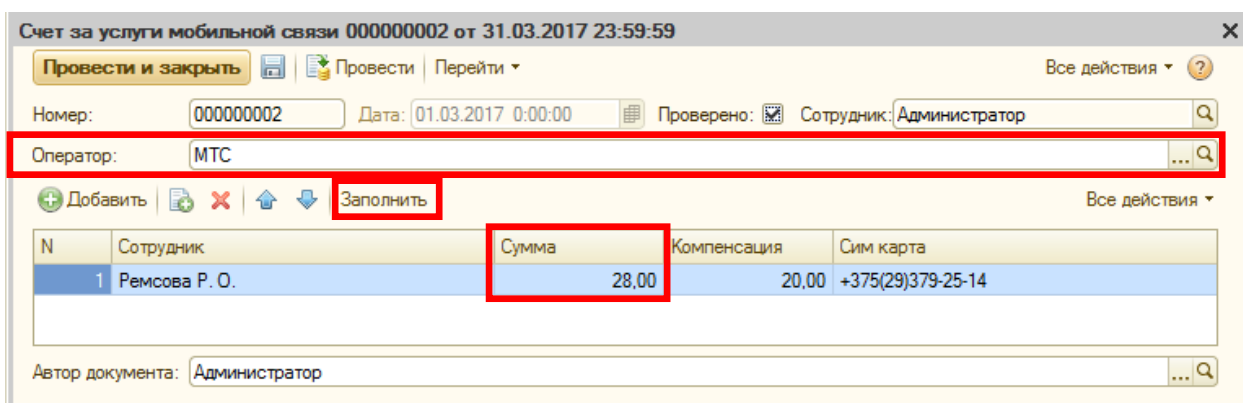 Счет за услуги мобильной связи 000000002 от 31.03.2017 23:59:59
Провести и закрыть Провести Перейти Все действия ?
Номер: 000000002 Дата: 01.03.2017 0:00:00 Проверено: Сотрудник: Администратор
Оператор: МТС ...
Добавить Заполнить Все действия
N Сотрудник Сумма Компенсация Сим карта
1 Ремсова Р. О. 28,00 20,00 +375(29)379-25-14
Автор документа: Администратор ...